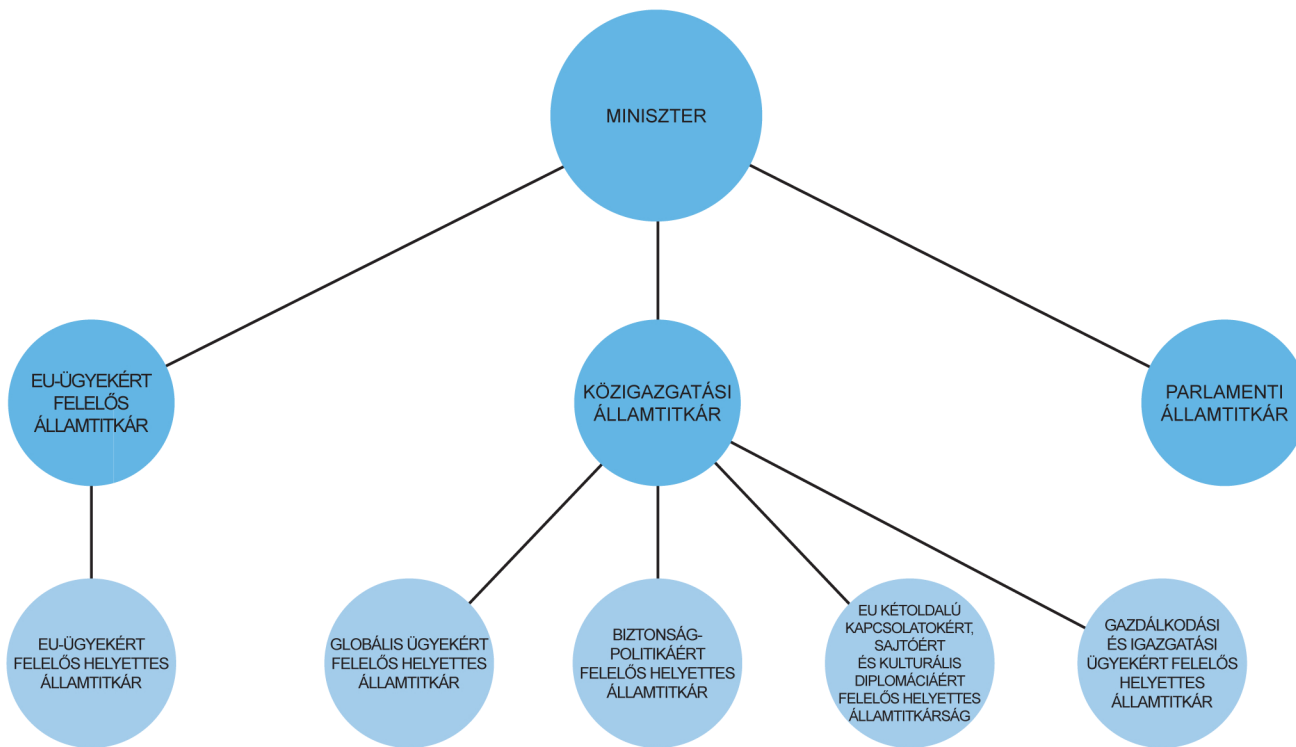 MINISZTER
EU-ÜGYEKÉRT
FELELŐS
ÁLLAMTITKÁR
KÖZIGAZGATÁSI
ÁLLAMTITKÁR
PARLAMENTI
ÁLLAMTITKÁR
EU-ÜGYEKÉRT
FELELŐS HELYETTES
ÁLLAMTITKÁR
GLOBÁLIS ÜGYEKÉRT
FELELŐS HELYETTES
ÁLLAMTITKÁR
BIZTONSÁG-
POLITIKÁÉRT
FELELŐS HELYETTES
ÁLLAMTITKÁR
EU KÉTOLDALÚ
KAPCSOLATOKÉRT,
SAJTÓÉRT
ÉS KULTURÁLIS
DIPLOMÁCIÁÉRT
FELELŐS HELYETTES
ÁLLAMTITKÁRSÁG
GAZDÁLKODÁSI
ÉS IGAZGATÁSI
ÜGYEKÉRT FELELŐS
HELYETTES
ÁLLAMTITKÁR